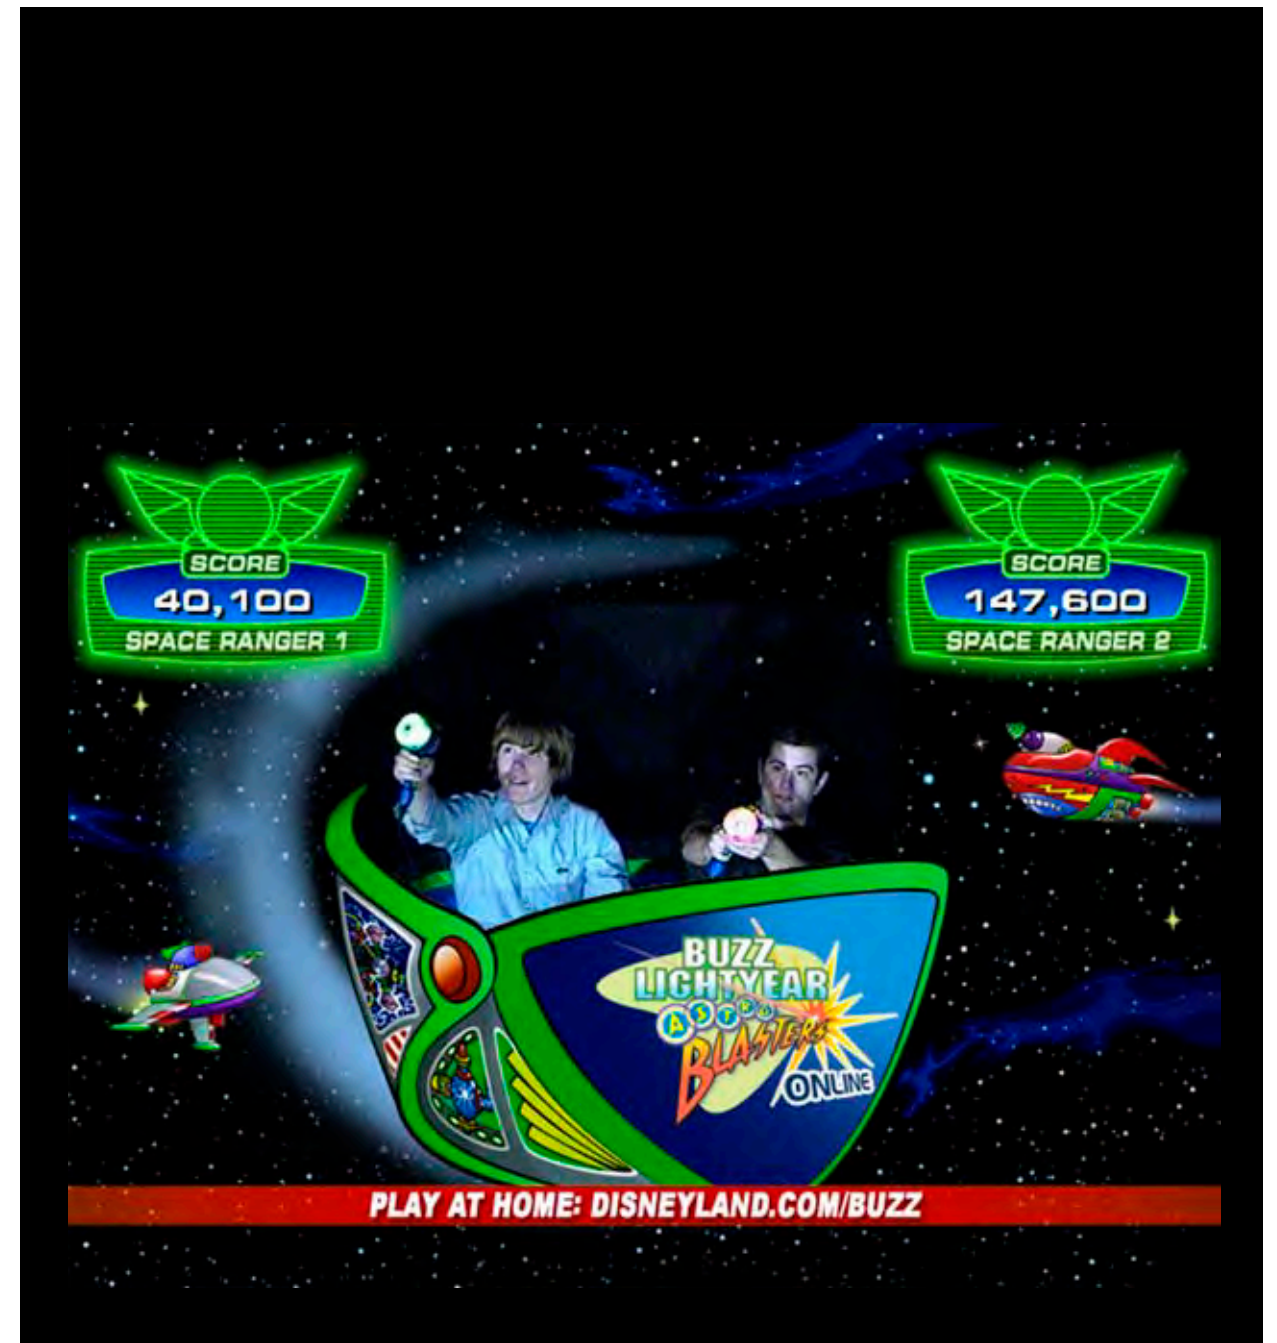 SCORE
40,100
SPACE RANGER 1
SCORE
147,600
SPACE RANGER 2
BUZZ
LIGHTYEAR
ASTRO
BLASTERS
ONLINE
PLAY AT HOME: DISNEYLAND.COM/BUZZ